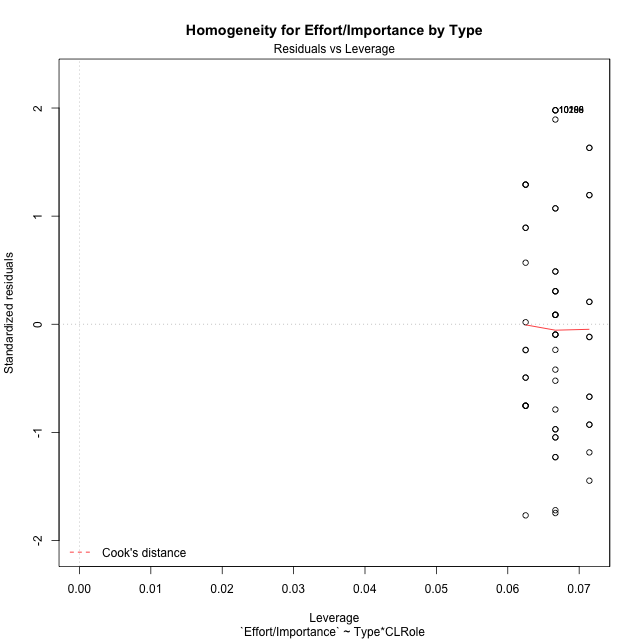 Homogeneity for Effort/Importance by Type
Residuals vs Leverage
2
1
0
-1
-2
Standardized residuals
Cook's distance
0.00 0.01 0.02 0.03 0.04 0.05 0.06 0.07
Leverage
`Effort/Importance` ~ Type*CLRole